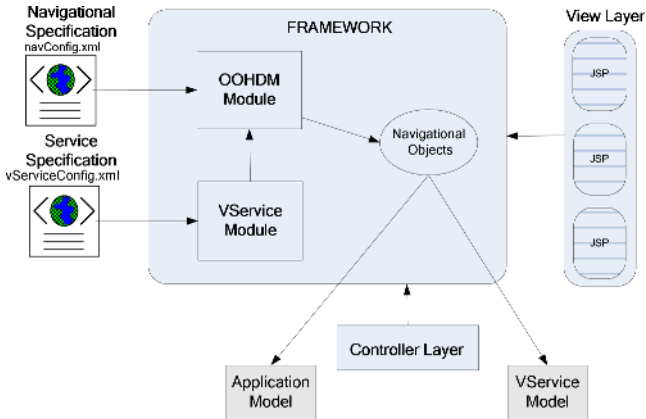 Navigational
Specification
navConfig.xml
FRAMEWORK
View Layer
OOHDM
Module
JSP
Navigational
Objects
Service
Specification
vServiceConfig.xml
JSP
VService
Module
JSP
Controller Layer
Application
Model
VService
Model